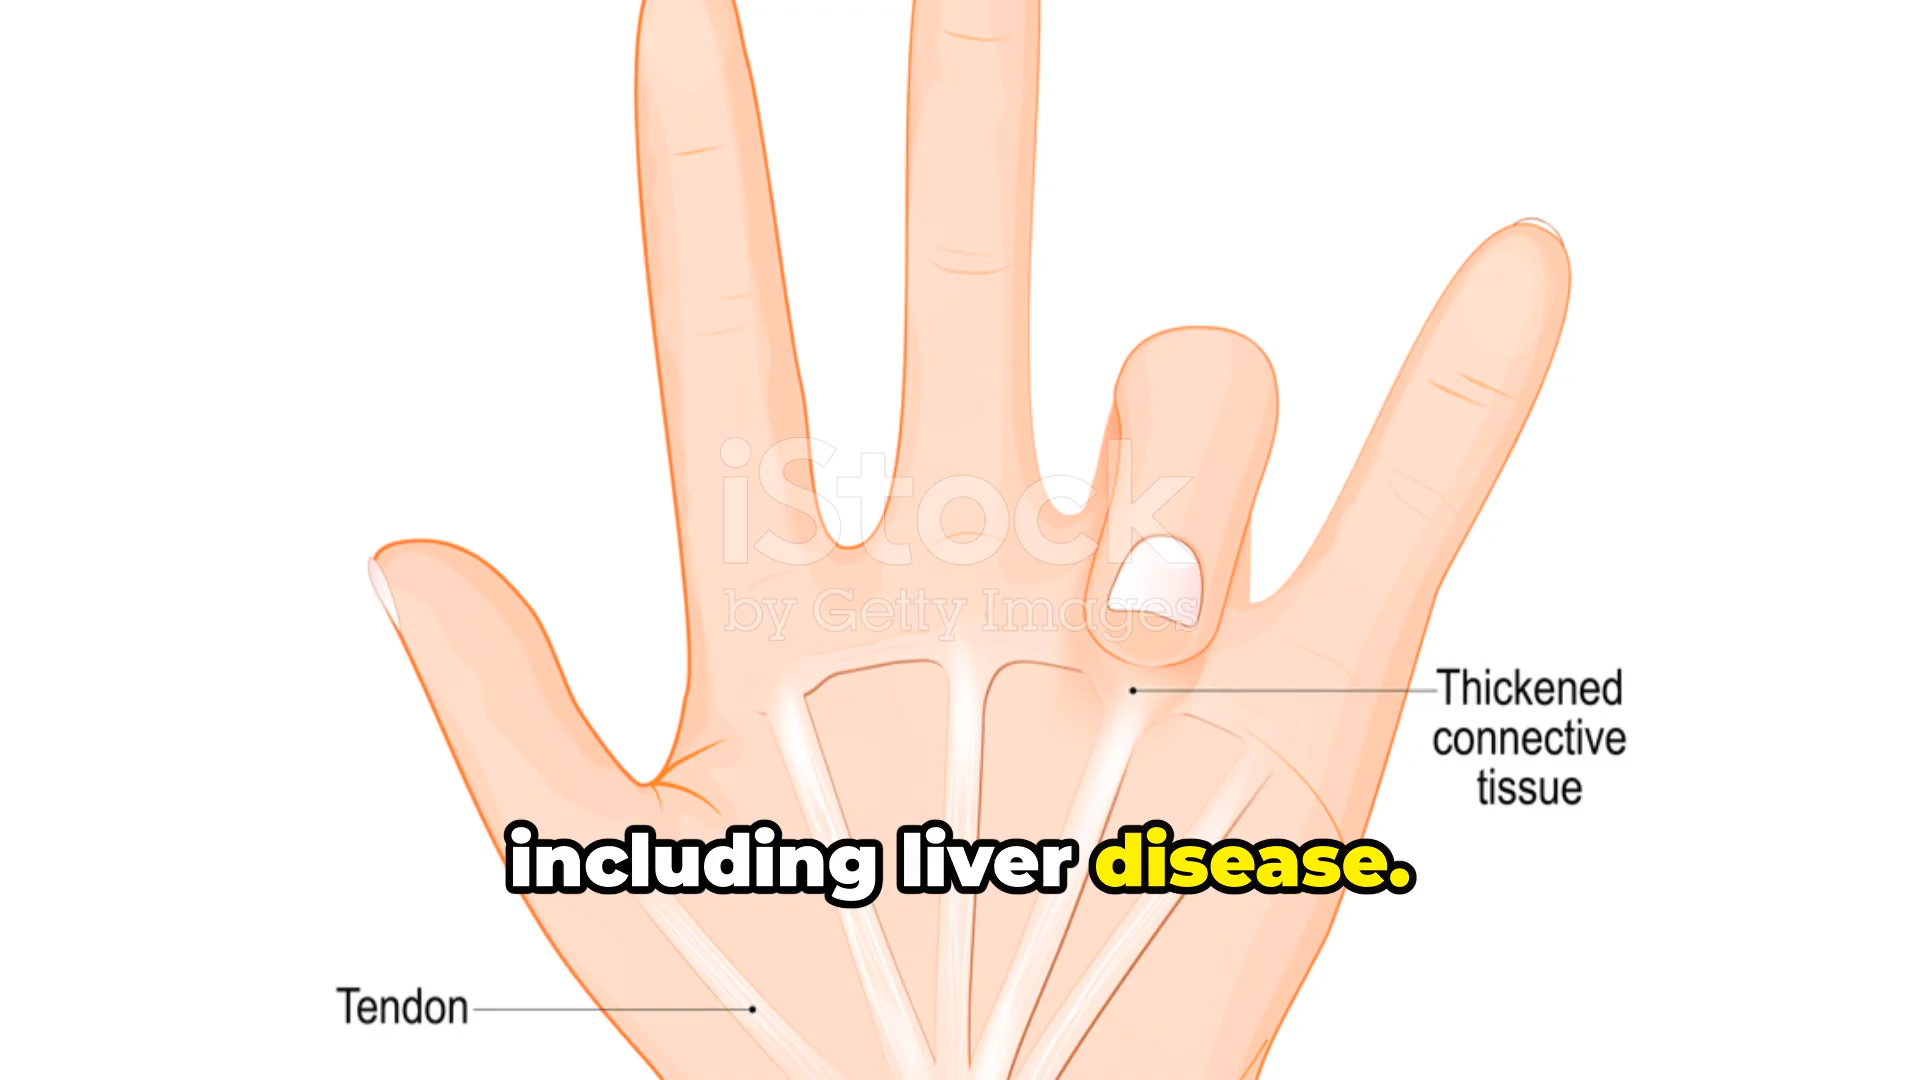 iStock
by Getty Images
Thickened
connective
tissue
including liver disease.
Tendon